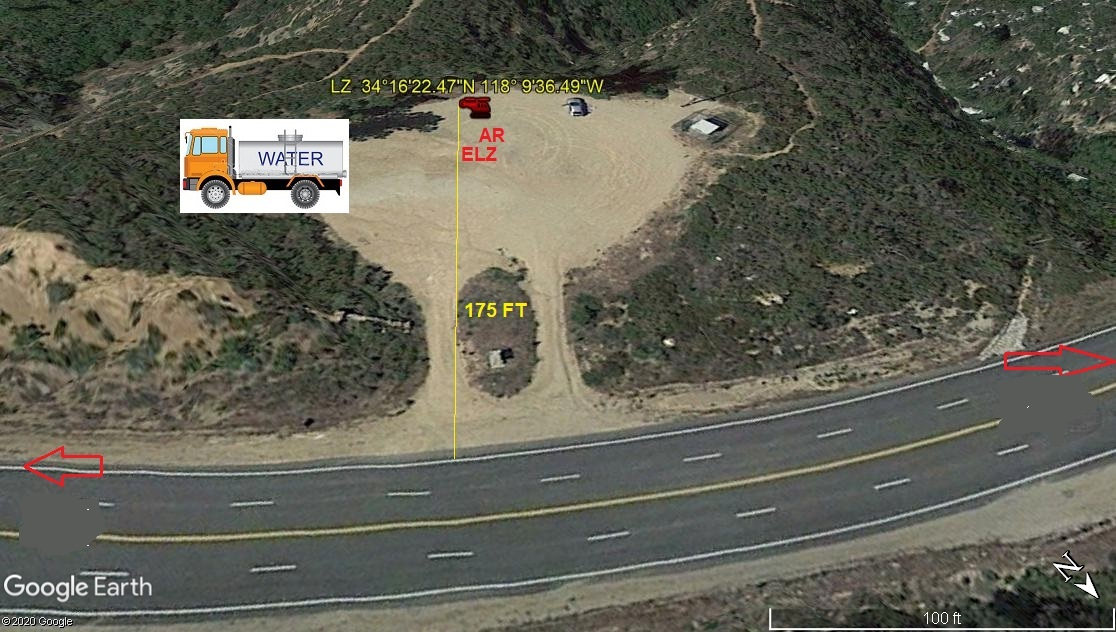 LZ 34°16'22.47"N 118° 9'36.49"W
AR
ELZ
WATER
175 FT
N
Google Earth
100 ft
©2020 Google